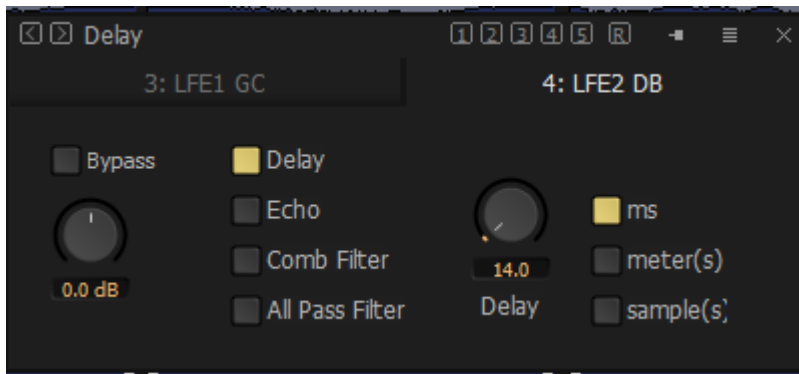 Delay 1 2 3 4 5 R
3: LFE1 GC 4: LFE2 DB
Bypass Delay
Echo ms
Comb Filter meter(s)
0.0 dB 14.0
All Pass Filter Delay sample(s)